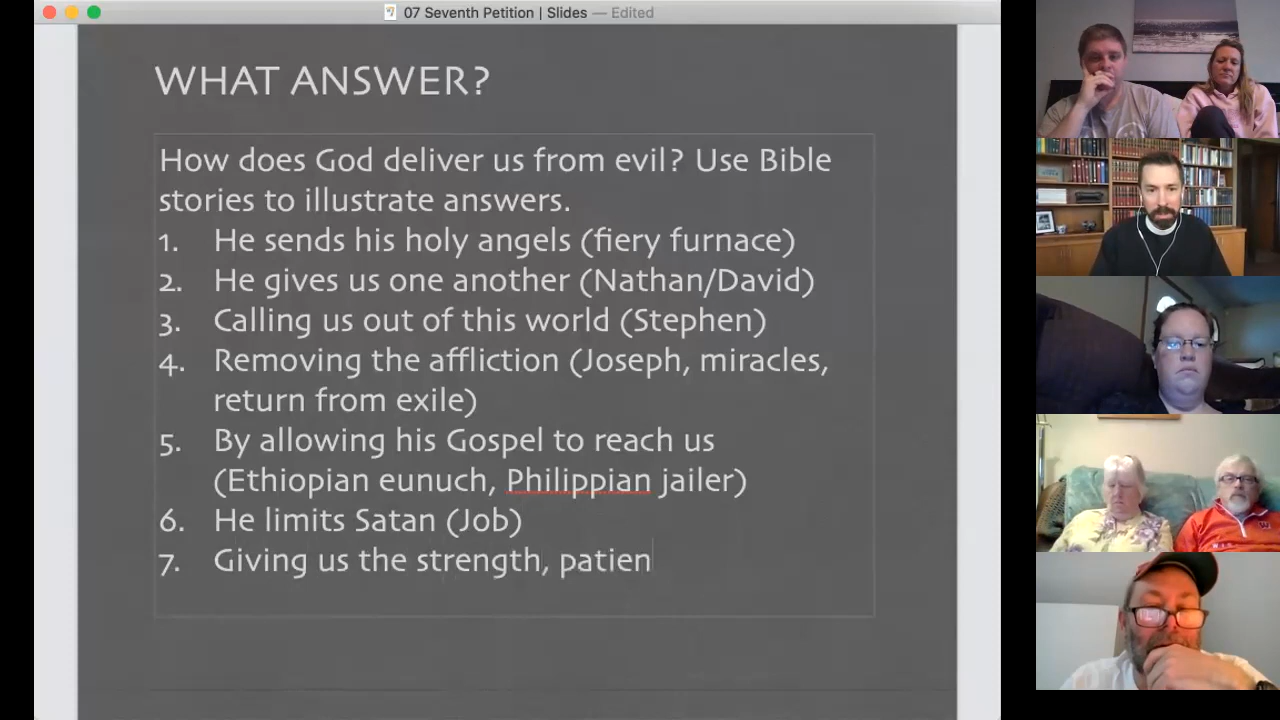 07 Seventh Petition | Slides — Edited
WHAT ANSWER?
How does God deliver us from evil? Use Bible
stories to illustrate answers.
1. He sends his holy angels (fiery furnace)
2. He gives us one another (Nathan/David)
3. Calling us out of this world (Stephen)
4. Removing the affliction (Joseph, miracles,
return from exile)
5. By allowing his Gospel to reach us
(Ethiopian eunuch, Philippian jailer)
6. He limits Satan (Job)
7. Giving us the strength, patien